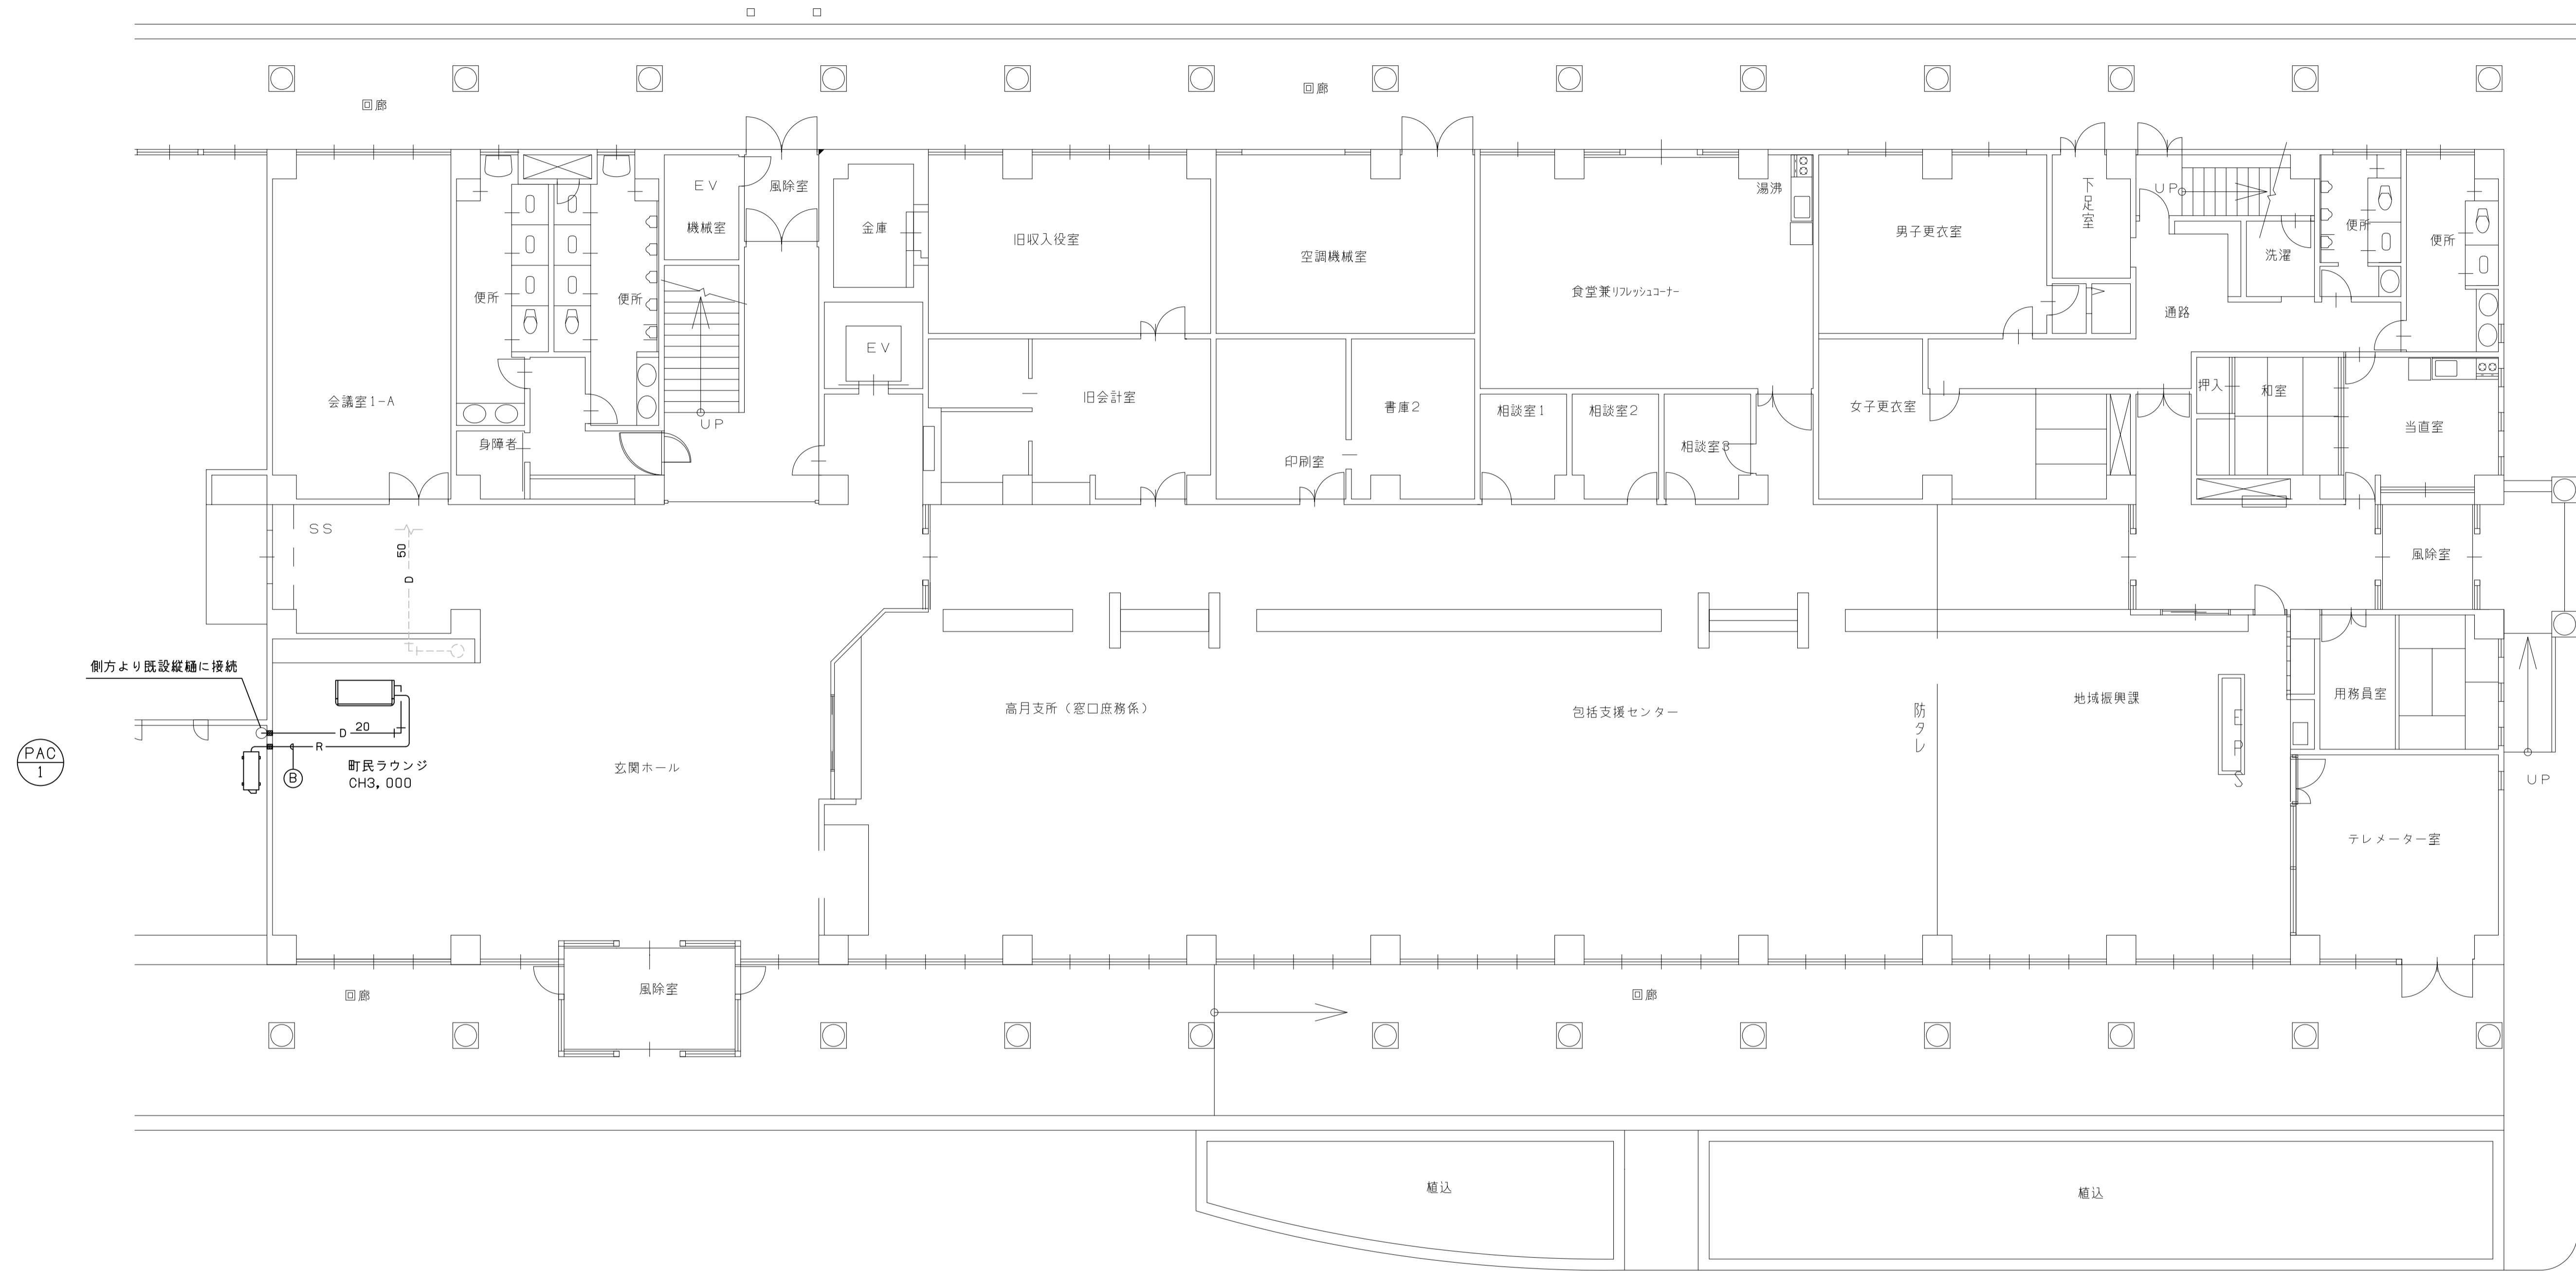 回廊
回廊
EV
機械室
風除室
金庫
旧収入役室
空調機械室
湯沸
食堂兼リフレッシュコーナー
男子更衣室
下足室
UP
洗濯
便所
便所
通路
便所
便所
会議室1-A
身障者
UP
EV
旧会計室
印刷室
書庫2
相談室1
相談室2
相談室3
女子更衣室
押入
和室
当直室
SS
50
D
風除室
側方より既設縦樋に接続
D
20
R
B
PAC
1
町民ラウンジ
CH3,000
玄関ホール
高月支所(窓口庶務係)
包括支援センター
防タレ
地域振興課
EPS
用務員室
UP
テレメーター室
回廊
風除室
回廊
植込
植込